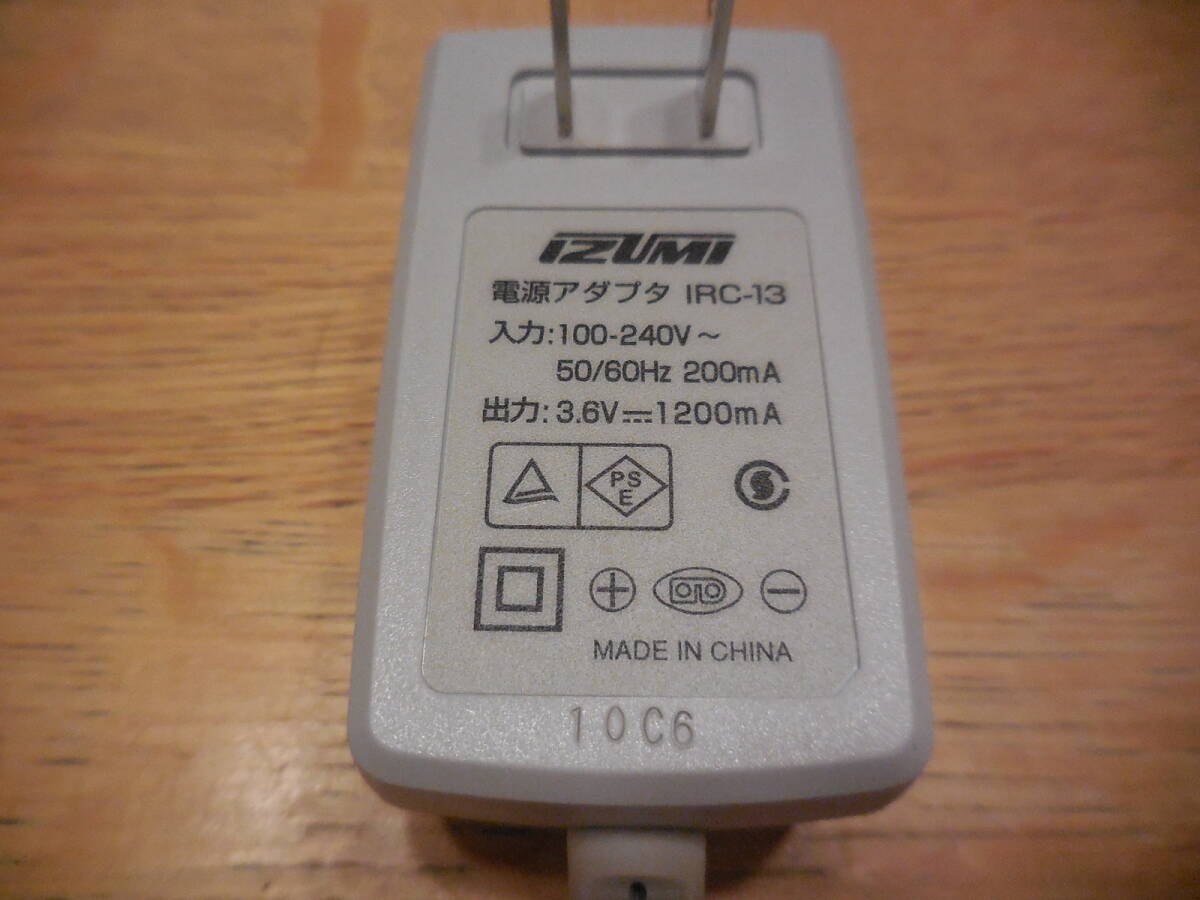 IZUMI
電源アダプタ IRC-13
入力:100-240V~
50/60Hz 200mA
出力:3.6V⎓1200mA
PS
E
MADE IN CHINA
10C6